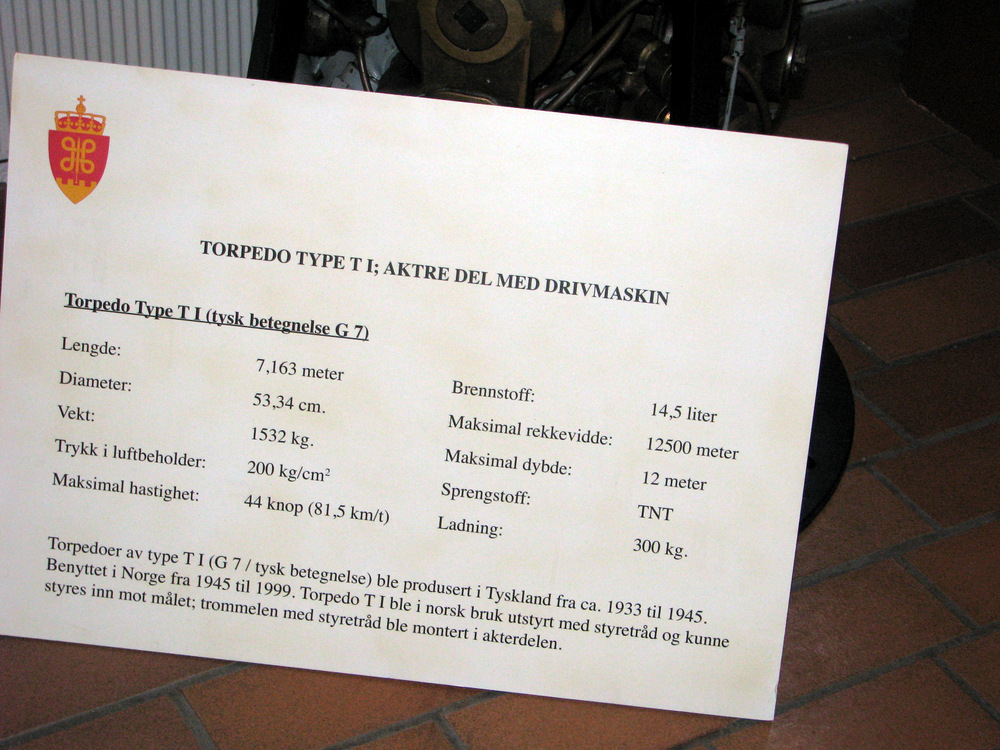 TORPEDO TYPE T I; AKTRE DEL MED DRIVMASKIN
Torpedo Type T I (tysk betegnelse G 7)
Lengde: 7,163 meter
Diameter: 53,34 cm.
Vekt: 1532 kg.
Trykk i luftbeholder: 200 kg/cm²
Maksimal hastighet: 44 knop (81,5 km/t)
Brennstoff: 14,5 liter
Maksimal rekkevidde: 12500 meter
Maksimal dybde: 12 meter
Sprengstoff: TNT
Ladning: 300 kg.
Torpedoer av type T I (G 7 / tysk betegnelse) ble produsert i Tyskland fra ca. 1933 til 1945.
Benyttet i Norge fra 1945 til 1999. Torpedo T I ble i norsk bruk utstyrt med styretråd og kunne
styres inn mot målet; trommelen med styretråd ble montert i akterdelen.